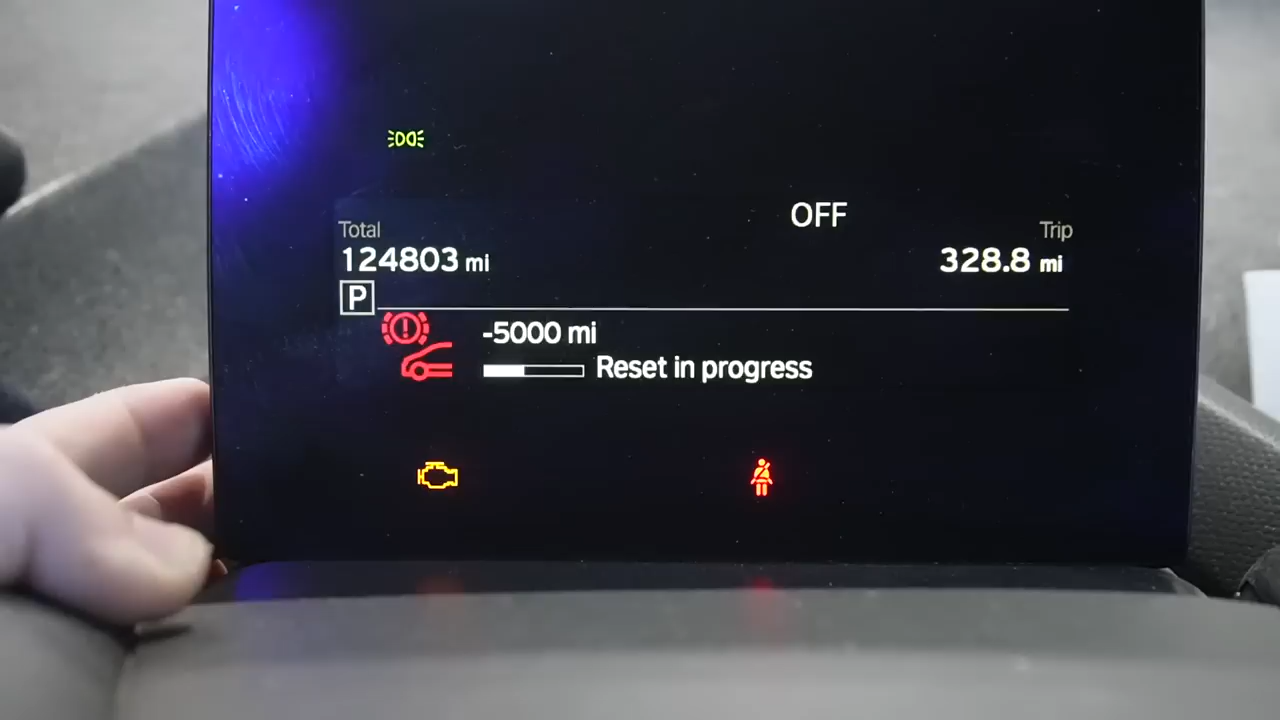 OFF
Total
Trip
124803 mi
328.8 mi
P
-5000 mi
Reset in progress